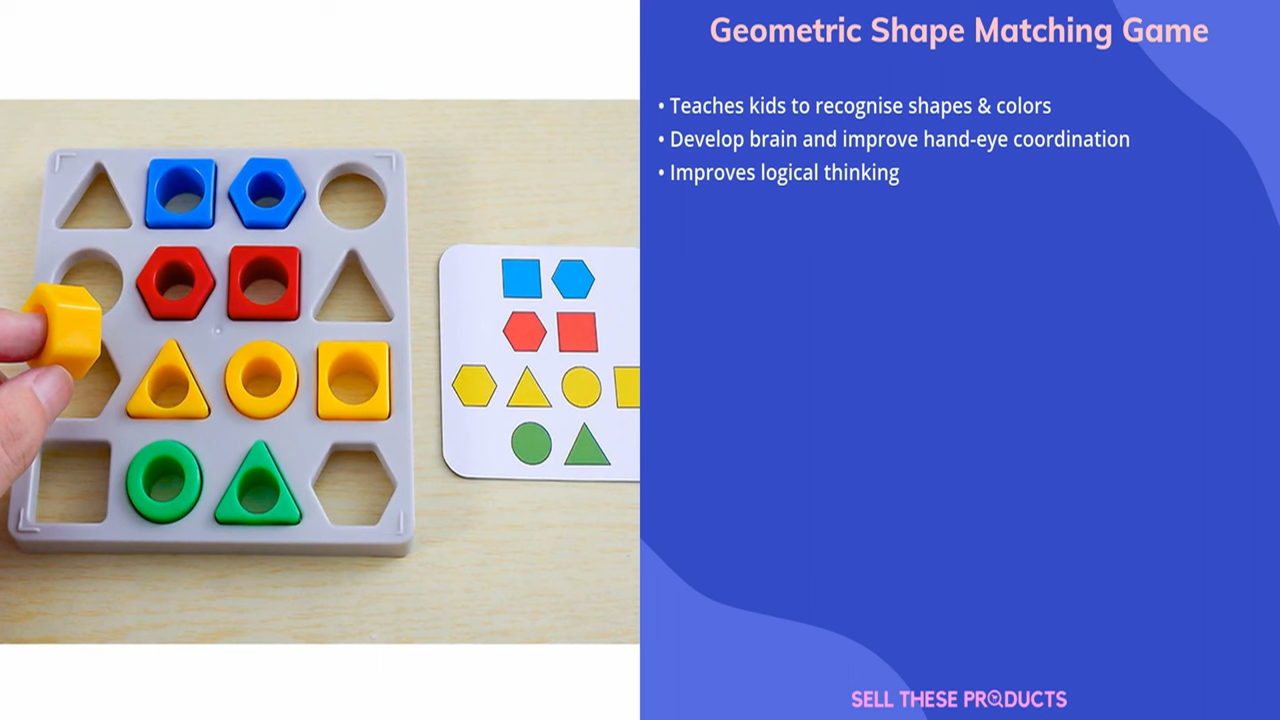 Geometric Shape Matching Game
• Teaches kids to recognise shapes & colors
• Develop brain and improve hand-eye coordination
• Improves logical thinking
SELL THESE PRODUCTS